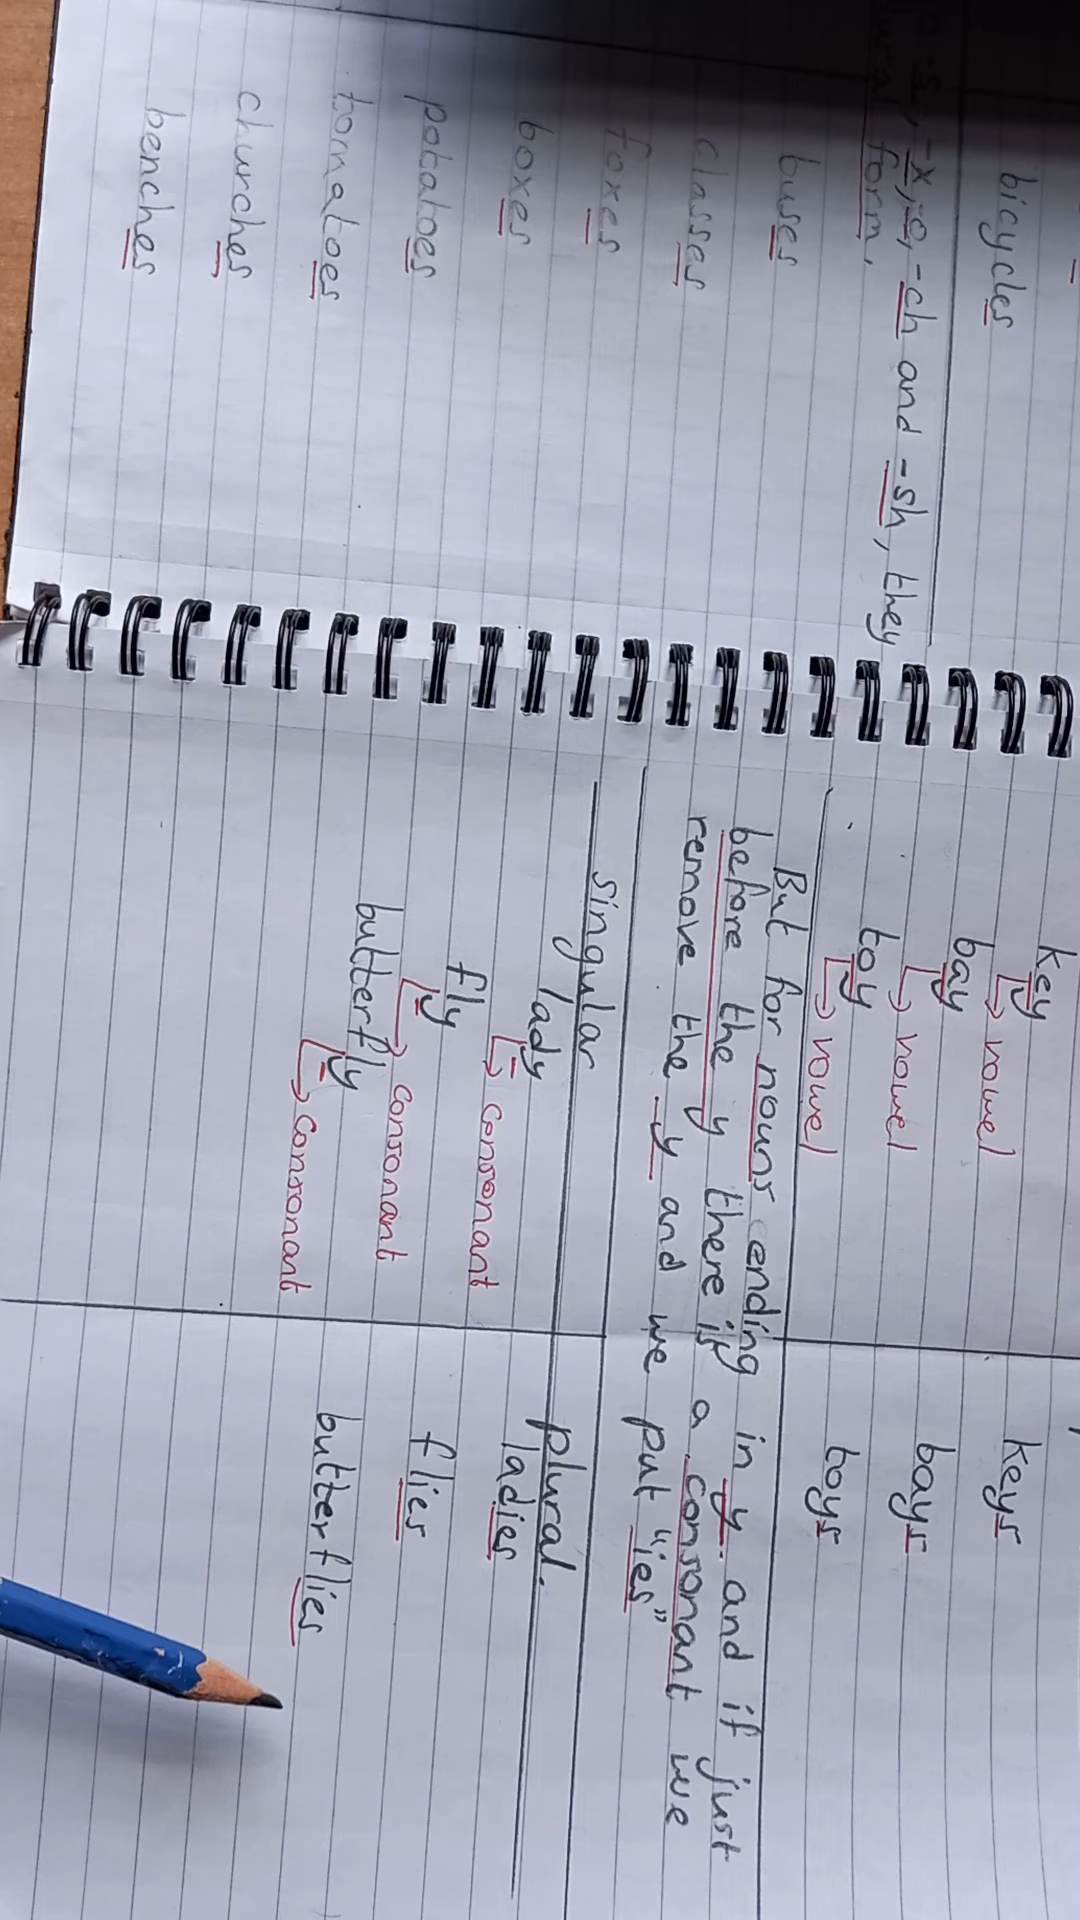 bicycles
-s, -x, -o, -ch and -sh, they
form,
buses
classes
foxes
boxes
potatoes
tomatoes
churches
benches
key keys
vowel
bay bays
vowel
toy toys
vowel
But for nouns ending in y and if just
before the y there is a consonant we
remove the y and we put "ies"
singular plural.
lady ladies
consonant
fly flies
consonant
butterfly butterflies
consonant